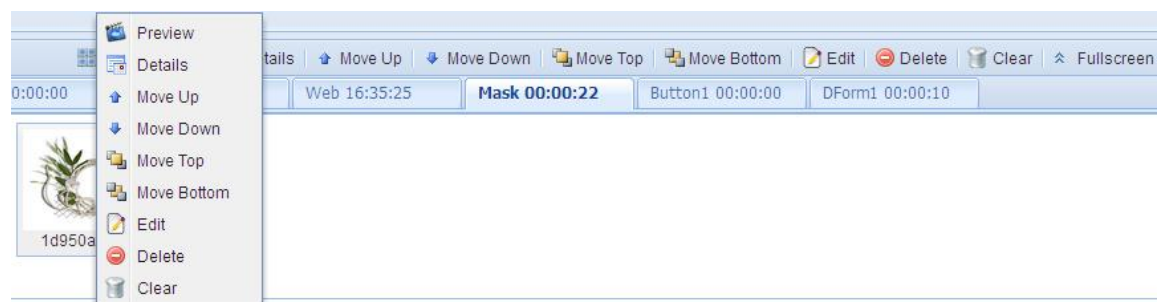 Preview
Details
Move Up
Move Down
Move Top
Move Bottom
Edit
Delete
Clear
tails Move Up Move Down Move Top Move Bottom Edit Delete Clear Fullscreen
0:00:00 Web 16:35:25 Mask 00:00:22 Button1 00:00:00 DForm1 00:00:10
1d950a